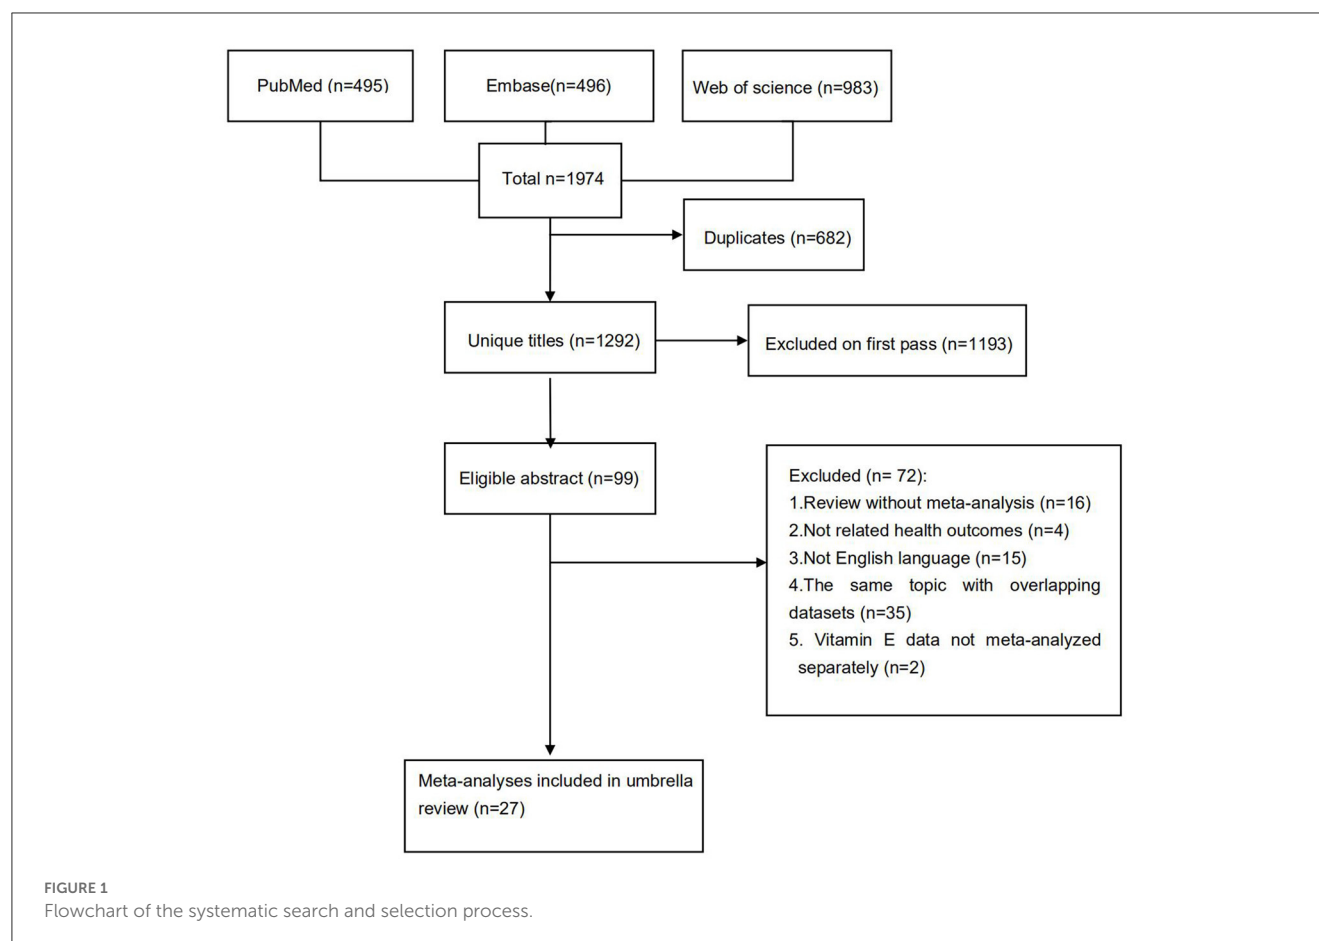 PubMed (n=495)
Embase(n=496)
Web of science (n=983)
Total n=1974
Duplicates (n=682)
Unique titles (n=1292)
Excluded on first pass (n=1193)
Eligible abstract (n=99)
Excluded (n= 72):
1.Review without meta-analysis (n=16)
2.Not related health outcomes (n=4)
3.Not English language (n=15)
4.The same topic with overlapping
datasets (n=35)
5. Vitamin E data not meta-analyzed
separately (n=2)
Meta-analyses included in umbrella
review (n=27)
FIGURE 1
Flowchart of the systematic search and selection process.